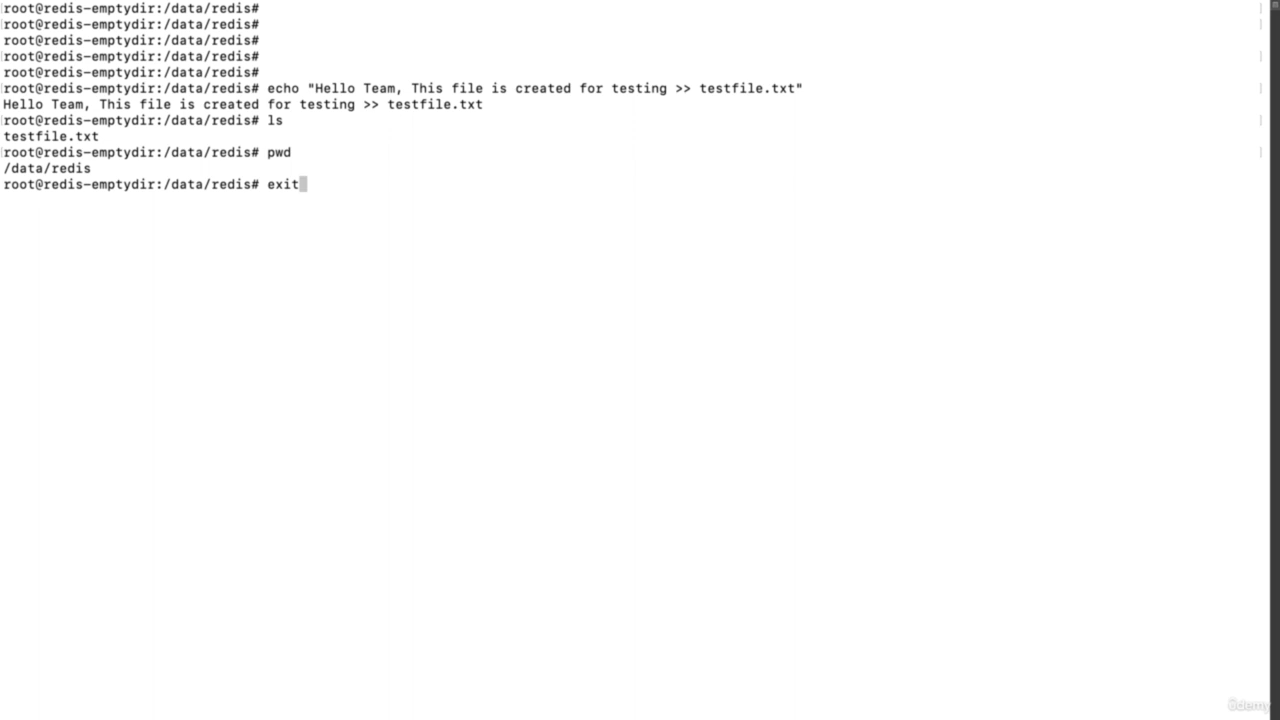 root@redis-emptydir:/data/redis#
root@redis-emptydir:/data/redis#
root@redis-emptydir:/data/redis#
root@redis-emptydir:/data/redis#
root@redis-emptydir:/data/redis#
root@redis-emptydir:/data/redis# echo "Hello Team, This file is created for testing >> testfile.txt"
Hello Team, This file is created for testing >> testfile.txt
root@redis-emptydir:/data/redis# ls
testfile.txt
root@redis-emptydir:/data/redis# pwd
/data/redis
root@redis-emptydir:/data/redis# exit
ûdemy